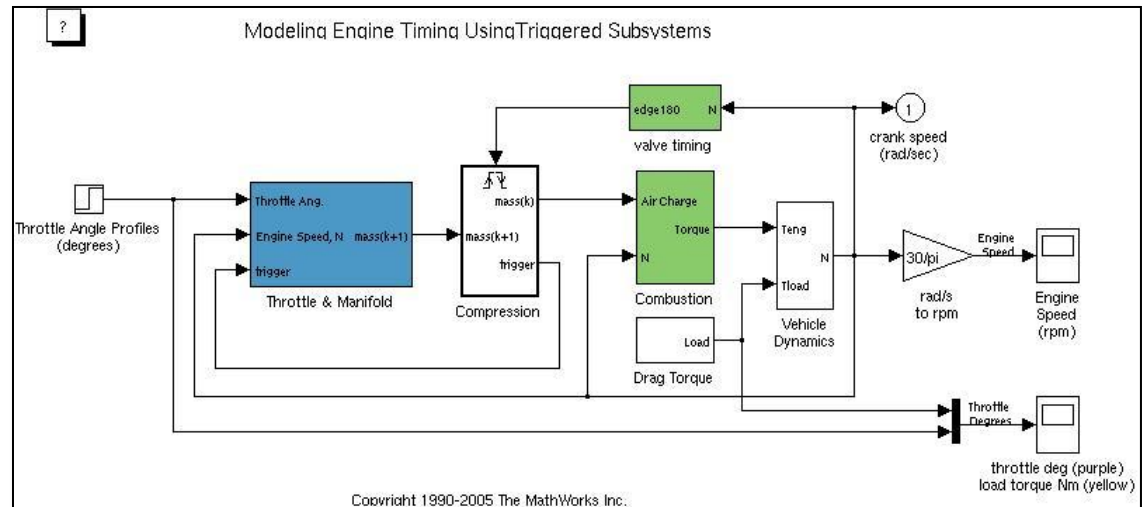 ?
Modeling Engine Timing UsingTriggered Subsystems
edge180 N
valve timing
1
crank speed
(rad/sec)
Throttle Angle Profiles
(degrees)
Throttle Ang.
Engine Speed, N mass(k+1)
trigger
Throttle & Manifold
mass(k)
mass(k+1)
trigger
Compression
Air Charge
Torque
N
Combustion
Load
Drag Torque
Teng
N
Tload
Vehicle
Dynamics
30/pi
rad/s
to rpm
Engine
Speed
Engine
Speed
(rpm)
Throttle
Degrees
throttle deg (purple)
load torque Nm (yellow)
Copyright 1990-2005 The MathWorks Inc.